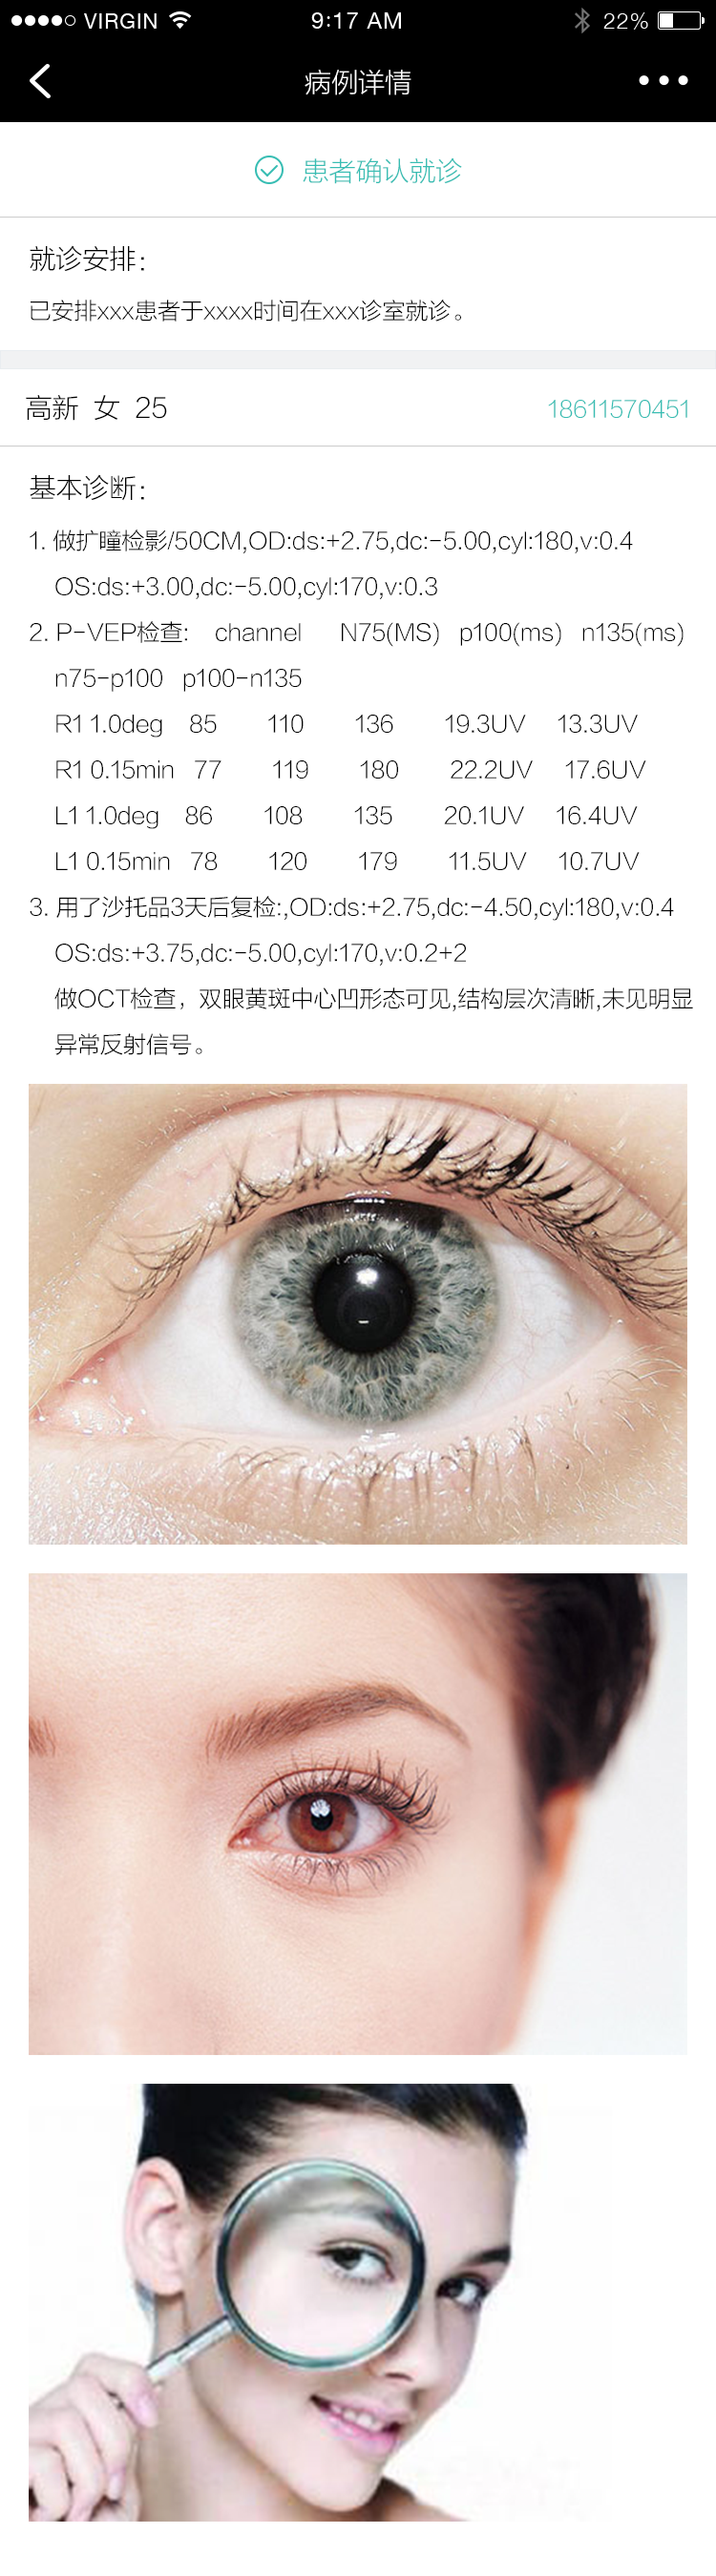 VIRGIN 9:17 AM 22%
病例详情
患者确认就诊
就诊安排：
已安排xxx患者于xxxx时间在xxx诊室就诊。
高新 女 25 18611570451
基本诊断：
1. 做扩瞳检影/50CM,OD:ds:+2.75,dc:-5.00,cyl:180,v:0.4
OS:ds:+3.00,dc:-5.00,cyl:170,v:0.3
2. P-VEP检查: channel N75(MS) p100(ms) n135(ms)
n75-p100 p100-n135
R1 1.0deg 85 110 136 19.3UV 13.3UV
R1 0.15min 77 119 180 22.2UV 17.6UV
L1 1.0deg 86 108 135 20.1UV 16.4UV
L1 0.15min 78 120 179 11.5UV 10.7UV
3. 用了沙托品3天后复检:,OD:ds:+2.75,dc:-4.50,cyl:180,v:0.4
OS:ds:+3.75,dc:-5.00,cyl:170,v:0.2+2
做OCT检查，双眼黄斑中心凹形态可见,结构层次清晰,未见明显
异常反射信号。